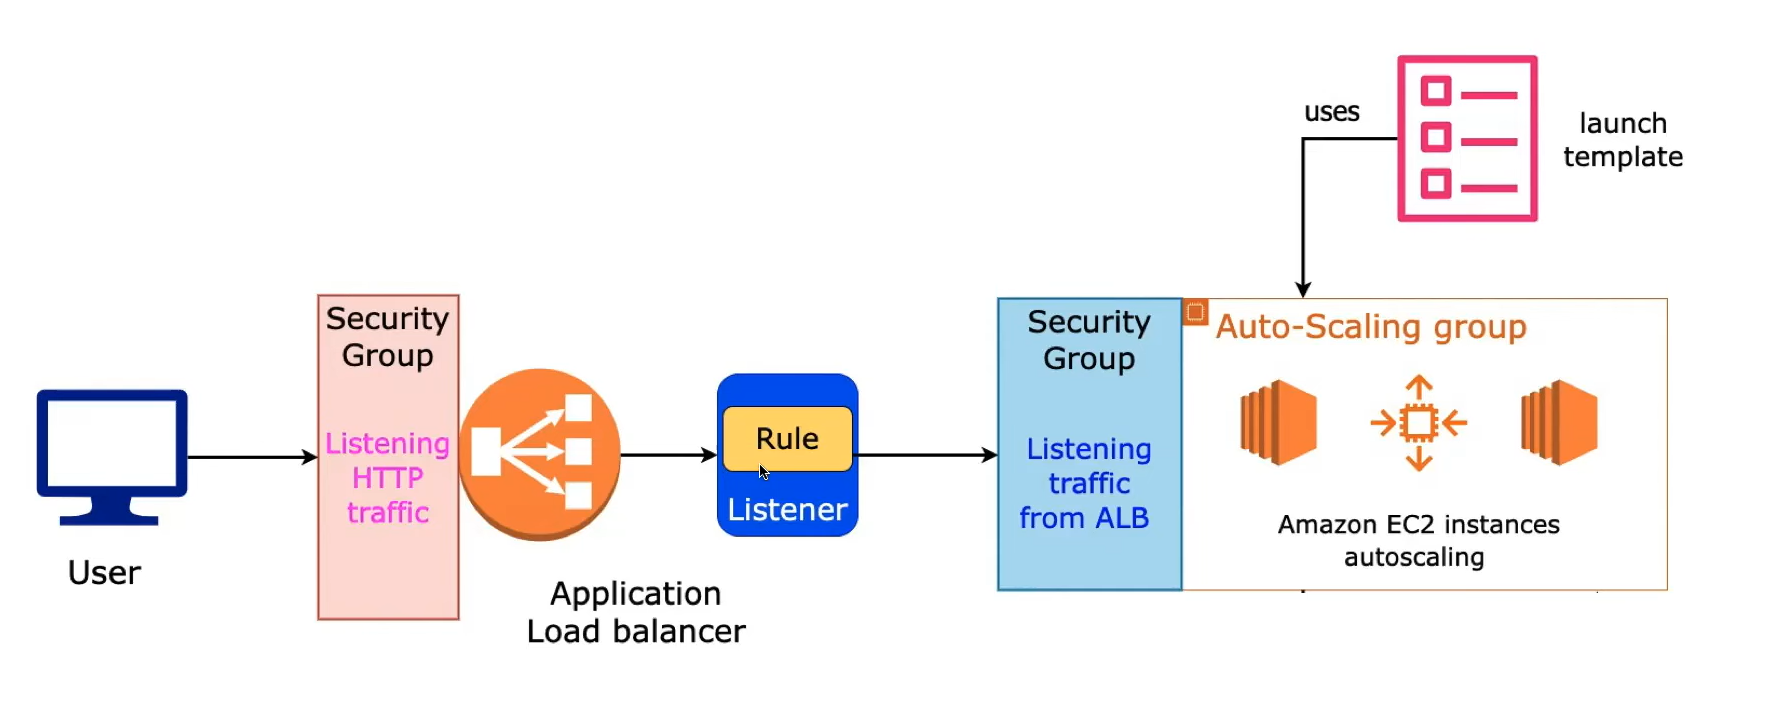 uses
launch
template
Security
Group
Listening
HTTP
traffic
User
Application
Load balancer
Rule
Listener
Security
Group
Listening
traffic
from ALB
Auto-Scaling group
Amazon EC2 instances
autoscaling